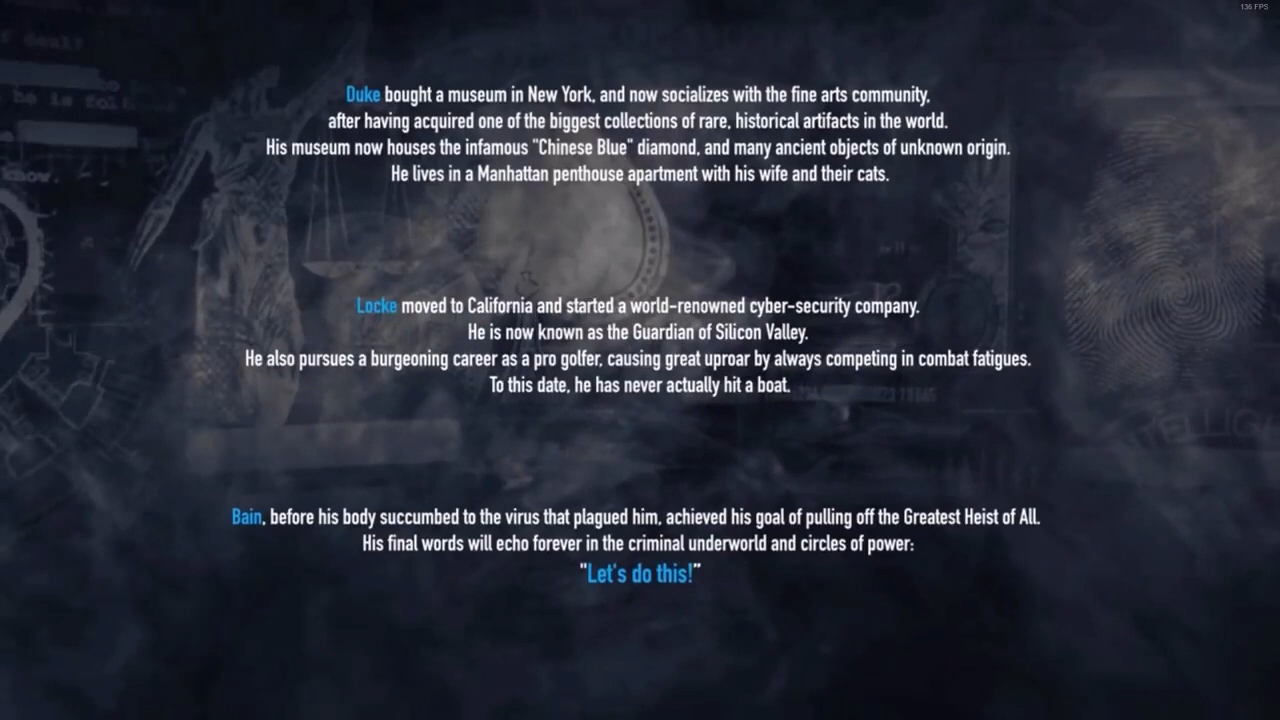 136 FPS
Duke bought a museum in New York, and now socializes with the fine arts community,
after having acquired one of the biggest collections of rare, historical artifacts in the world.
His museum now houses the infamous "Chinese Blue" diamond, and many ancient objects of unknown origin.
He lives in a Manhattan penthouse apartment with his wife and their cats.
Locke moved to California and started a world-renowned cyber-security company.
He is now known as the Guardian of Silicon Valley.
He also pursues a burgeoning career as a pro golfer, causing great uproar by always competing in combat fatigues.
To this date, he has never actually hit a boat.
Bain, before his body succumbed to the virus that plagued him, achieved his goal of pulling off the Greatest Heist of All.
His final words will echo forever in the criminal underworld and circles of power:
"Let's do this!"